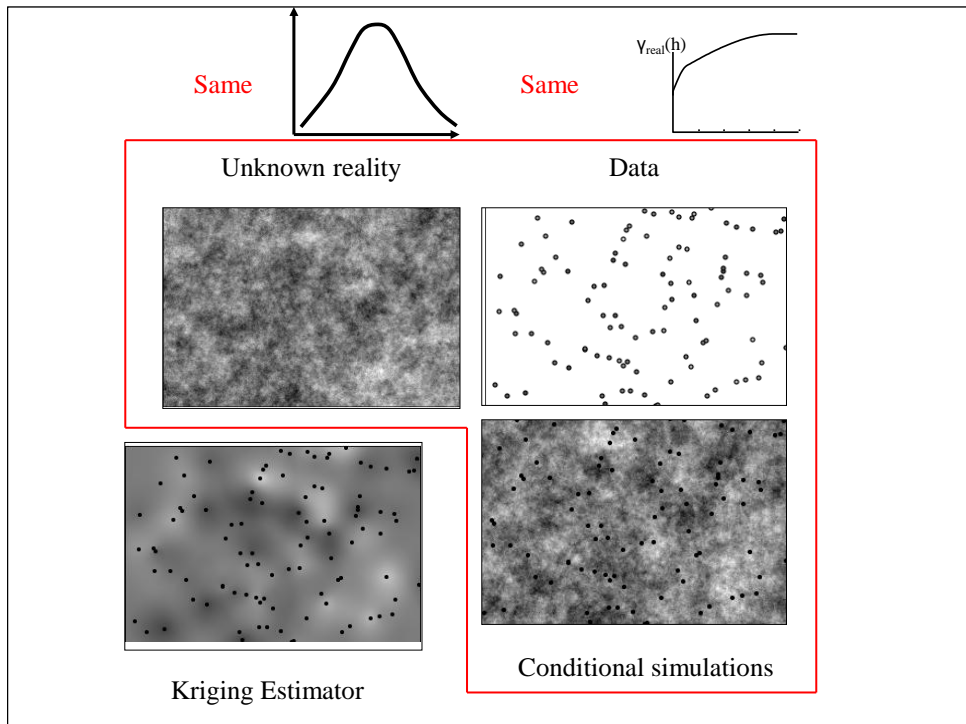 γreal(h)
Same
Same
Unknown reality
Data
Conditional simulations
Kriging Estimator